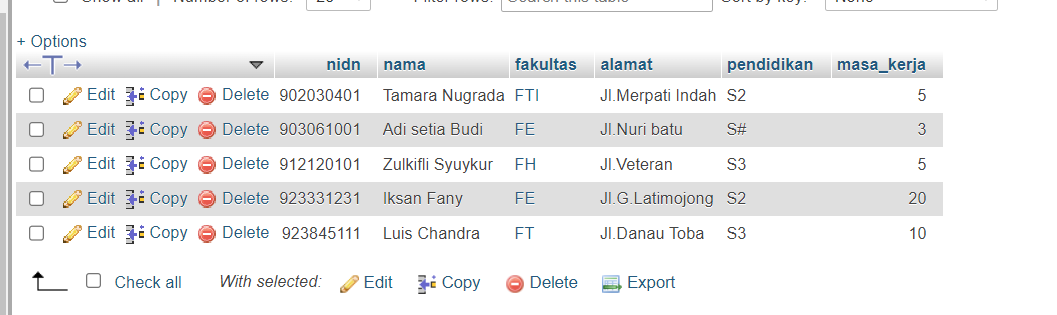 Show all Number of rows: 25 Filter rows: Search this table Sort by key: None
+ Options
nidn nama fakultas alamat pendidikan masa_kerja
Edit Copy Delete 902030401 Tamara Nugrada FTI Jl.Merpati Indah S2 5
Edit Copy Delete 903061001 Adi setia Budi FE Jl.Nuri batu S# 3
Edit Copy Delete 912120101 Zulkifli Syuykur FH Jl.Veteran S3 5
Edit Copy Delete 923331231 Iksan Fany FE Jl.G.Latimojong S2 20
Edit Copy Delete 923845111 Luis Chandra FT Jl.Danau Toba S3 10
Check all With selected: Edit Copy Delete Export